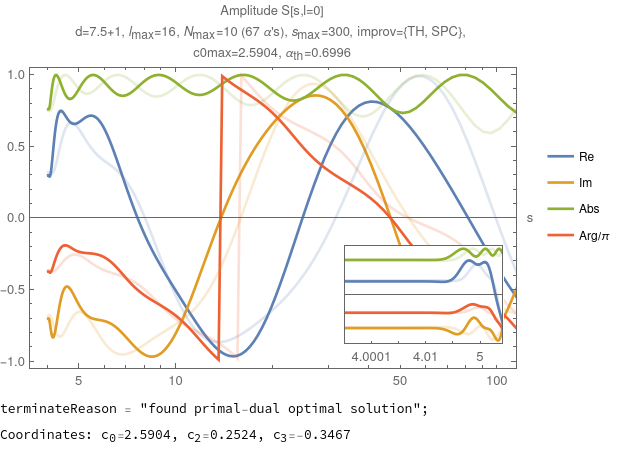 Amplitude S[s,l=0]
d=7.5+1, lmax=16, Nmax=10 (67 α's), smax=300, improv={TH, SPC},
c0max=2.5904, αth=0.6996
1.0
0.5
0.0
−0.5
−1.0
5
10
50
100
s
4.0001
4.01
5
Re
Im
Abs
Arg/π
terminateReason = "found primal-dual optimal solution";
Coordinates: c0=2.5904, c2=0.2524, c3=-0.3467